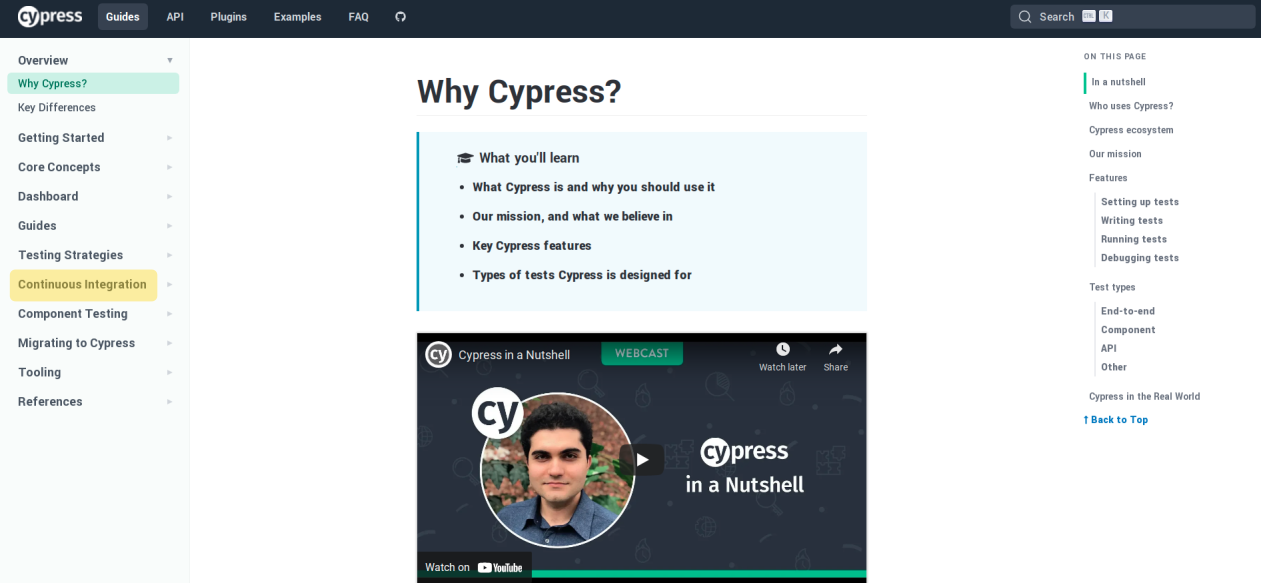 cypress
Guides
API
Plugins
Examples
FAQ
Search CTRL K
Overview
Why Cypress?
Key Differences
Getting Started
Core Concepts
Dashboard
Guides
Testing Strategies
Continuous Integration
Component Testing
Migrating to Cypress
Tooling
References
Why Cypress?
What you'll learn
• What Cypress is and why you should use it
• Our mission, and what we believe in
• Key Cypress features
• Types of tests Cypress is designed for
cy
Cypress in a Nutshell
WEBCAST
Watch later
Share
cy
cypress
in a Nutshell
Watch on YouTube
ON THIS PAGE
In a nutshell
Who uses Cypress?
Cypress ecosystem
Our mission
Features
Setting up tests
Writing tests
Running tests
Debugging tests
Test types
End-to-end
Component
API
Other
Cypress in the Real World
↑ Back to Top